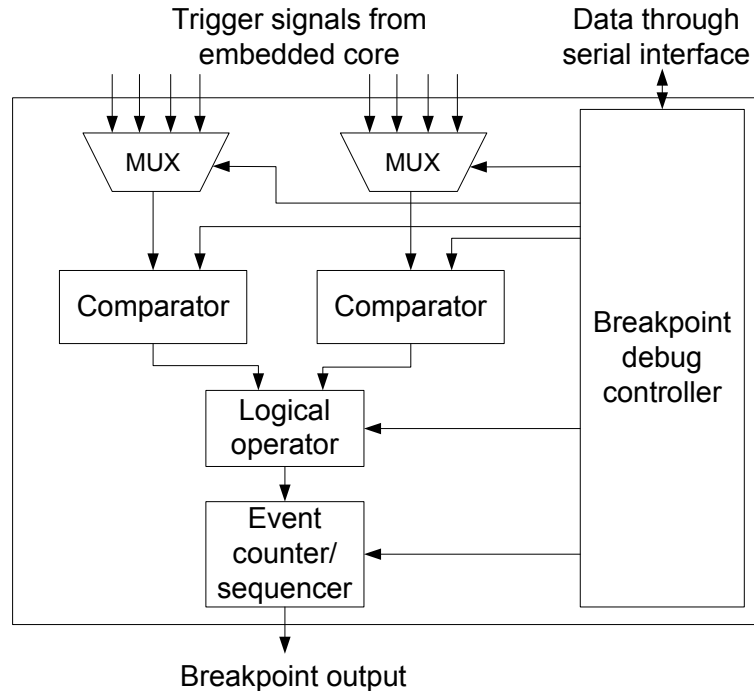 Trigger signals from
embedded core
Data through
serial interface
MUX
MUX
Comparator
Comparator
Breakpoint
debug
controller
Logical
operator
Event
counter/
sequencer
Breakpoint output